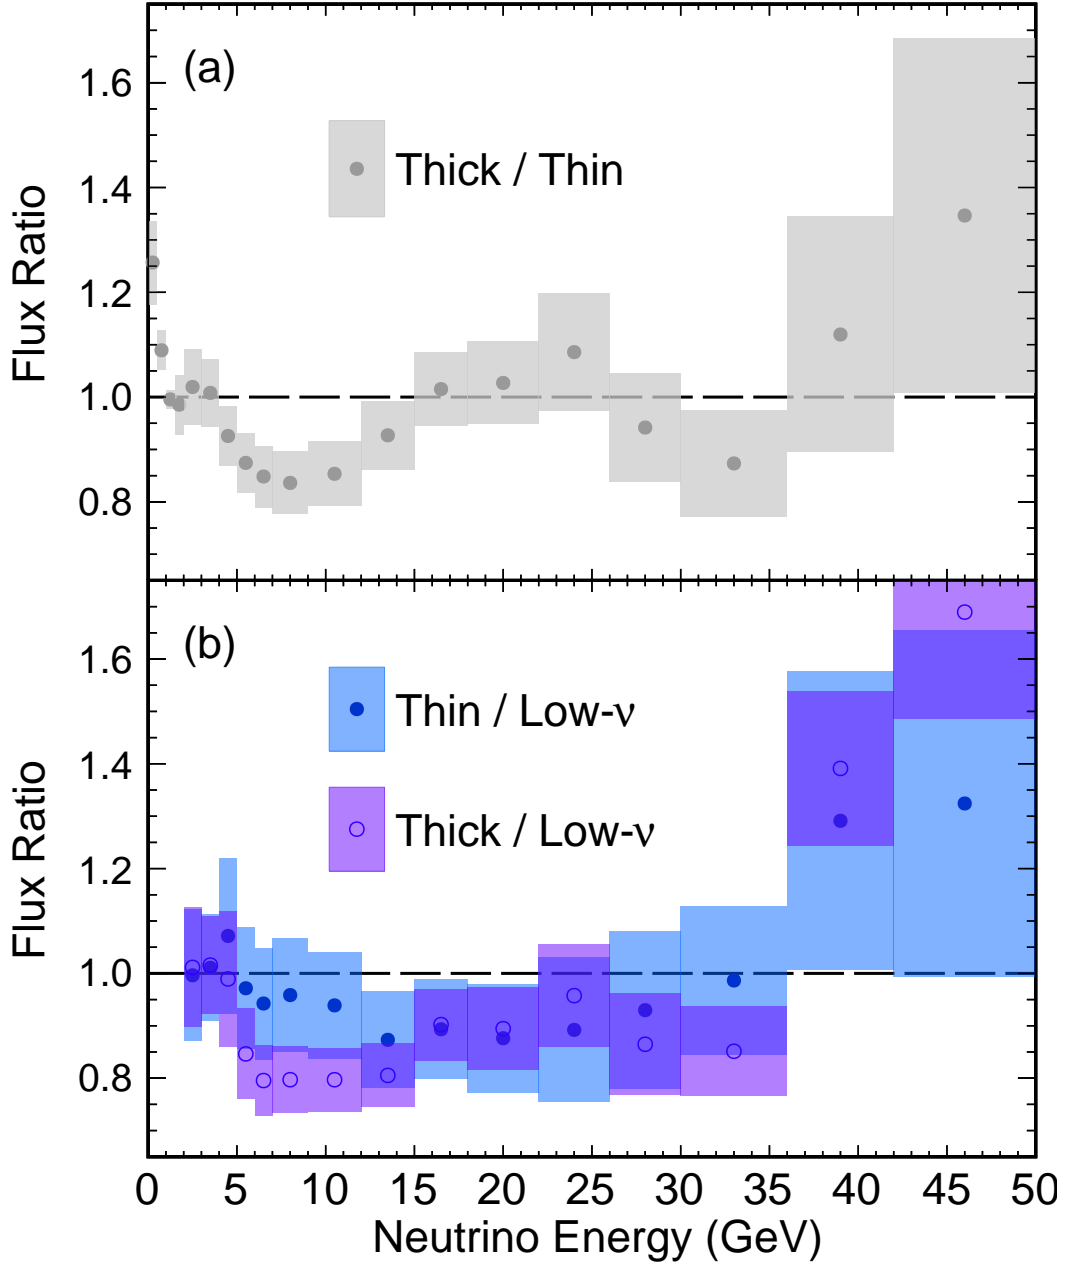 (a)
Thick / Thin
Flux Ratio
1.6
1.4
1.2
1.0
0.8
(b)
Thin / Low-ν
Thick / Low-ν
Flux Ratio
1.6
1.4
1.2
1.0
0.8
0 5 10 15 20 25 30 35 40 45 50
Neutrino Energy (GeV)